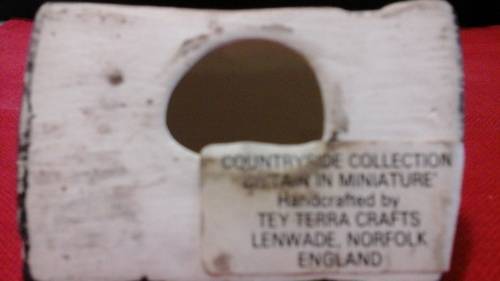 COUNTRYSIDE COLLECTION
"BRITAIN IN MINIATURE"
Handcrafted by
TEY TERRA CRAFTS
LENWADE, NORFOLK
ENGLAND